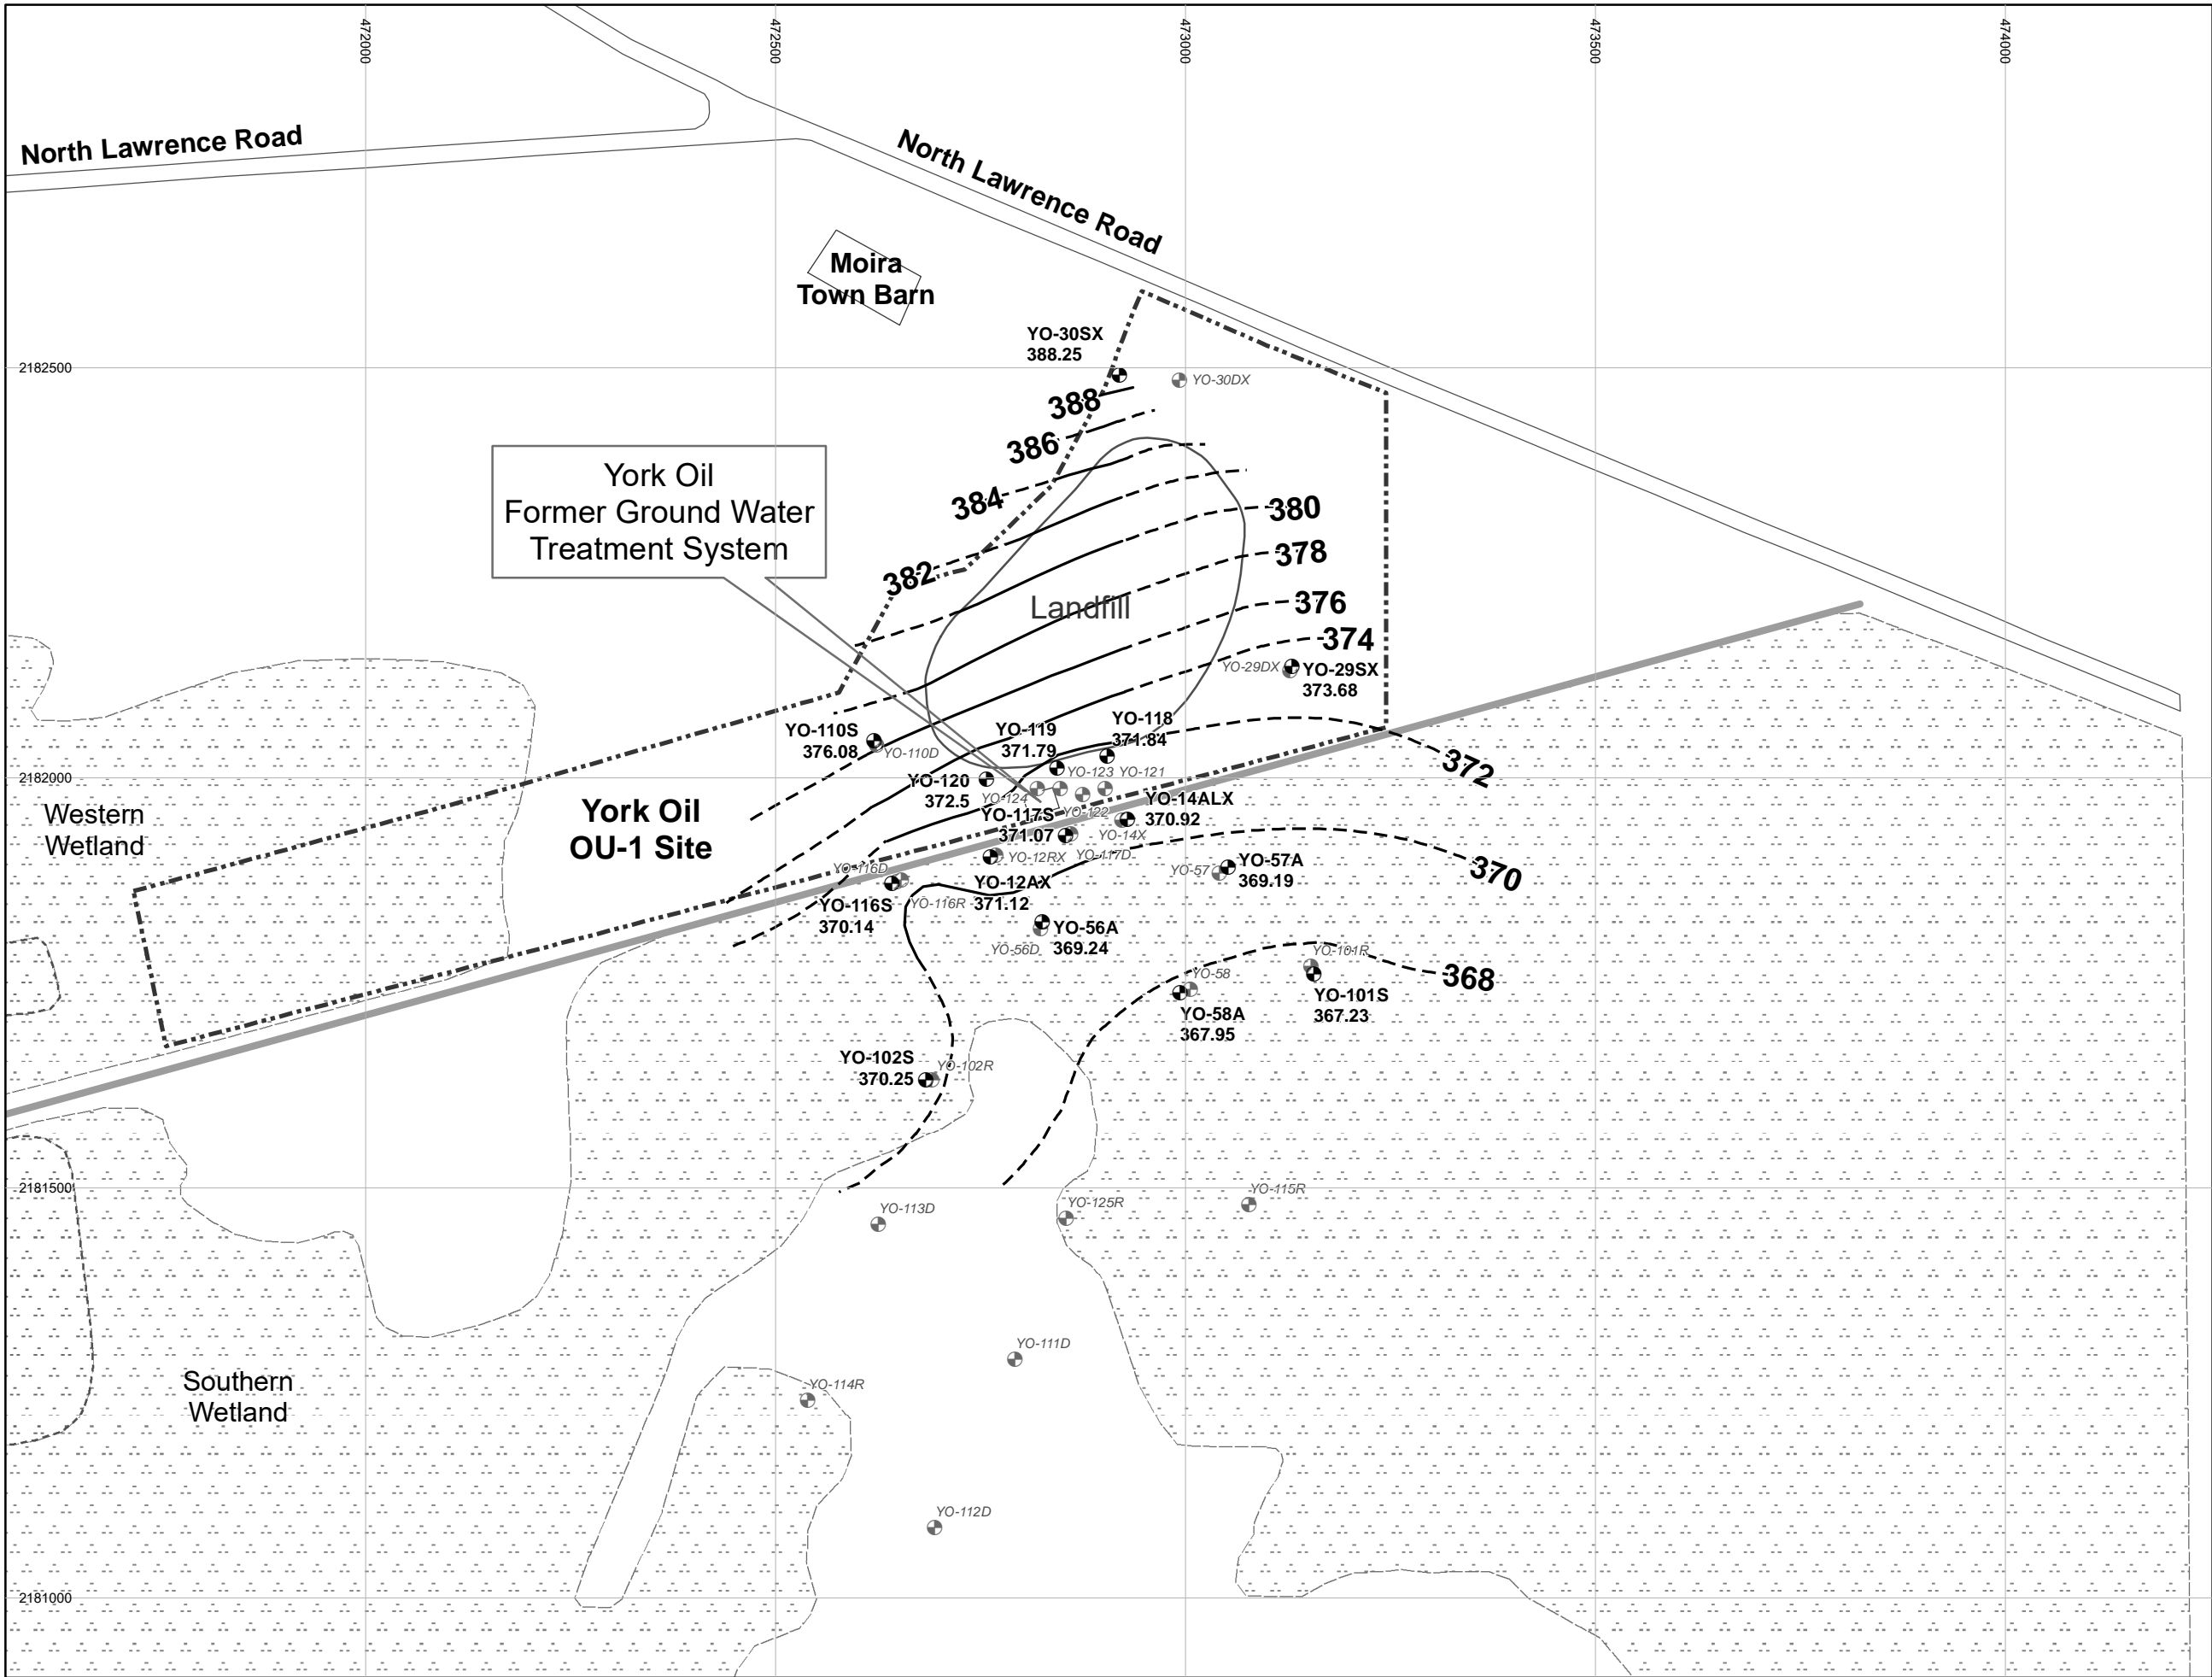 472000
472500
473000
473500
474000
North Lawrence Road
North Lawrence Road
Moira
Town Barn
YO-30SX
388.25
YO-30DX
2182500
388
386
384
382
380
378
376
374
York Oil
Former Ground Water
Treatment System
Landfill
YO-29DX
YO-29SX
373.68
YO-110S
376.08
YO-110D
YO-119
371.79
YO-118
371.84
372
2182000
YO-120
372.5
YO-123
YO-121
YO-124
YO-122
YO-14ALX
370.92
YO-14X
YO-117S
371.07
YO-117D
Western
Wetland
York Oil
OU-1 Site
YO-12RX
YO-12AX
371.12
YO-116D
YO-116R
YO-116S
370.14
YO-57
YO-57A
369.19
370
YO-56A
369.24
YO-56D
YO-101R
YO-101S
367.23
368
YO-58
YO-58A
367.95
YO-102S
370.25
YO-102R
2181500
YO-113D
YO-125R
YO-115R
YO-111D
YO-114R
Southern
Wetland
YO-112D
2181000